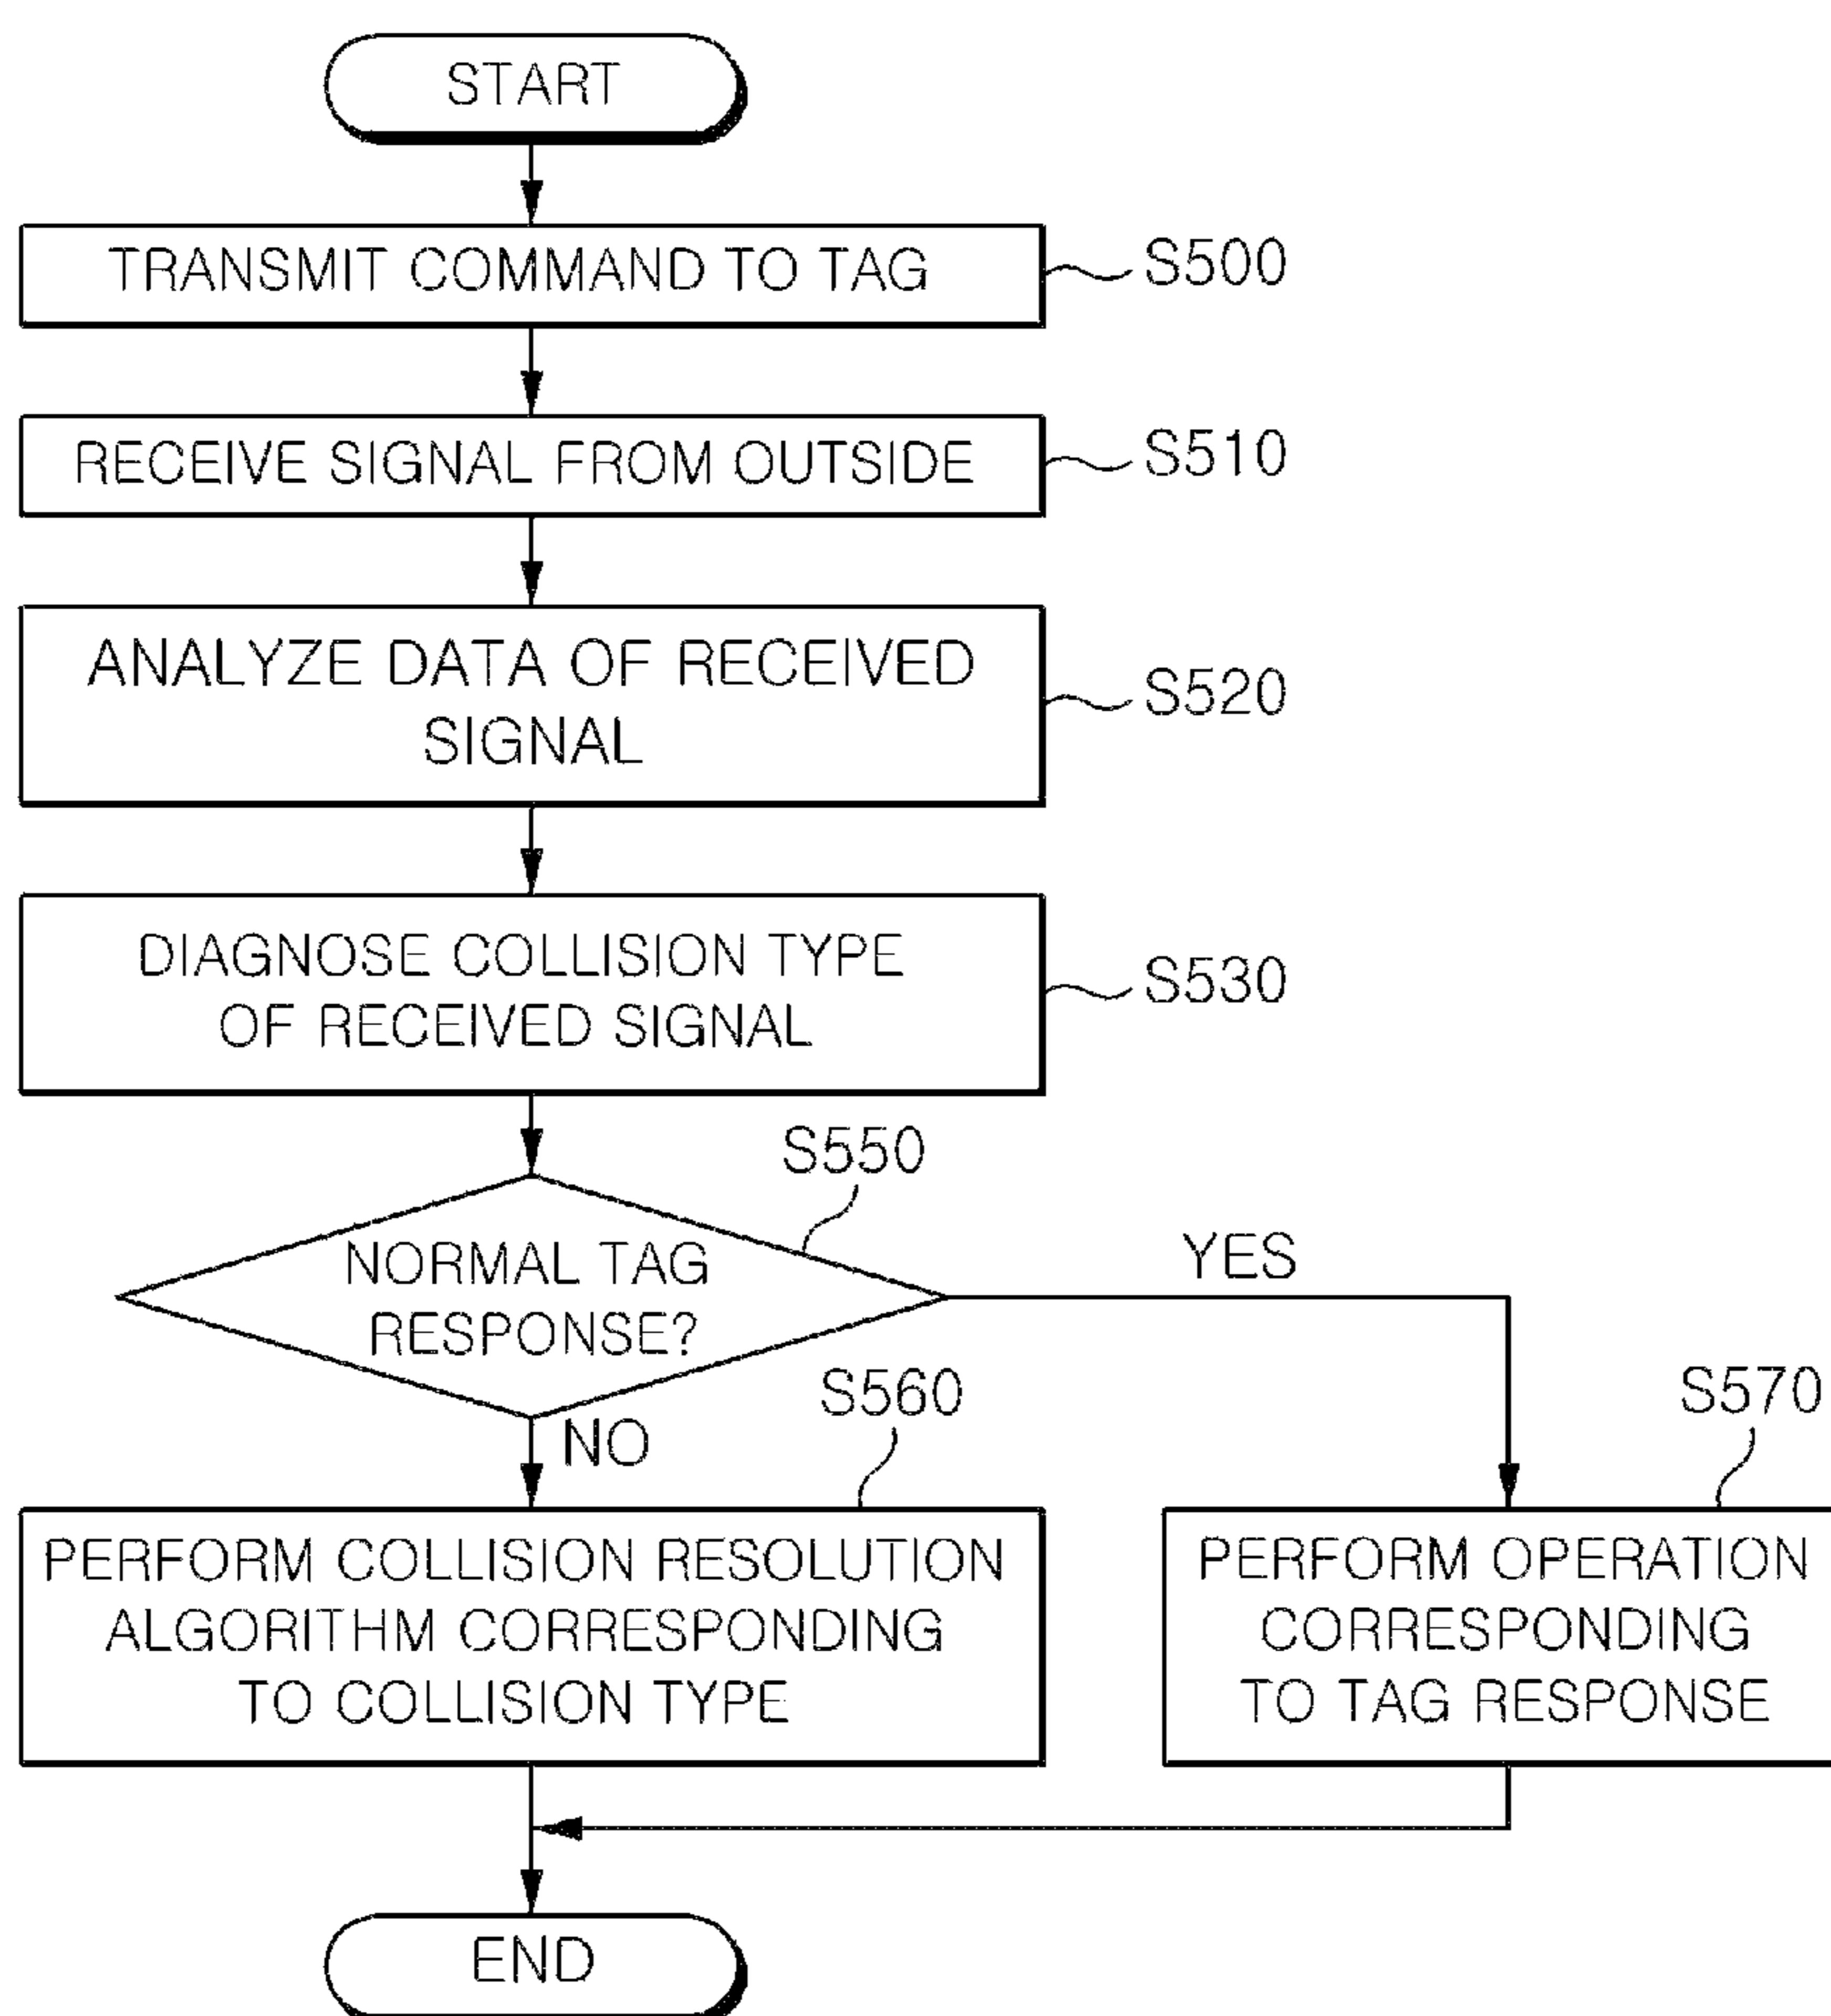 START
TRANSMIT COMMAND TO TAG
S500
RECEIVE SIGNAL FROM OUTSIDE
S510
ANALYZE DATA OF RECEIVED
SIGNAL
S520
DIAGNOSE COLLISION TYPE
OF RECEIVED SIGNAL
S530
S550
NORMAL TAG
RESPONSE?
YES
NO
S560
PERFORM COLLISION RESOLUTION
ALGORITHM CORRESPONDING
TO COLLISION TYPE
S570
PERFORM OPERATION
CORRESPONDING
TO TAG RESPONSE
END